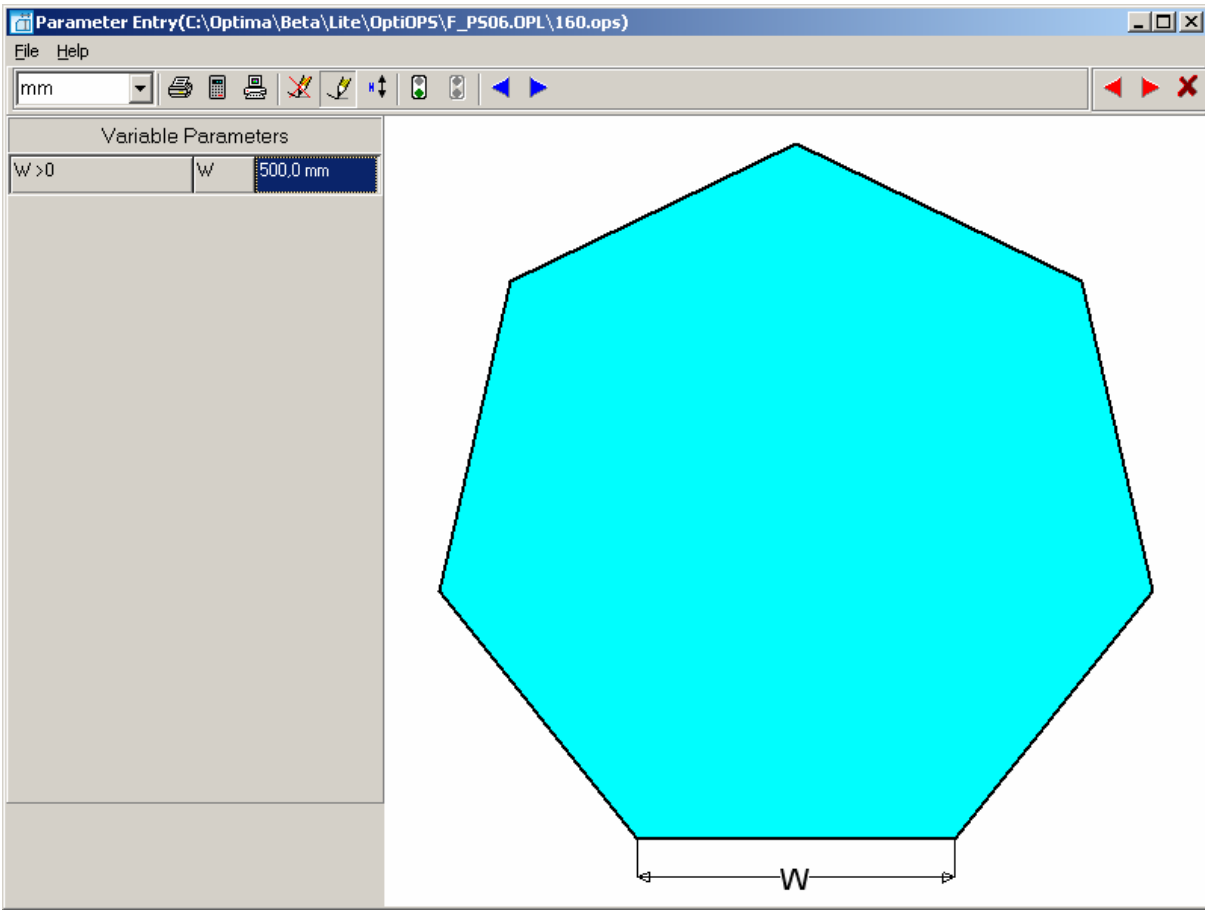 Parameter Entry(C:\Optima\Beta\Lite\OptiOPS\F_PS06.OPL\160.ops)
File Help
mm
Variable Parameters
W >0 W 500,0 mm
W